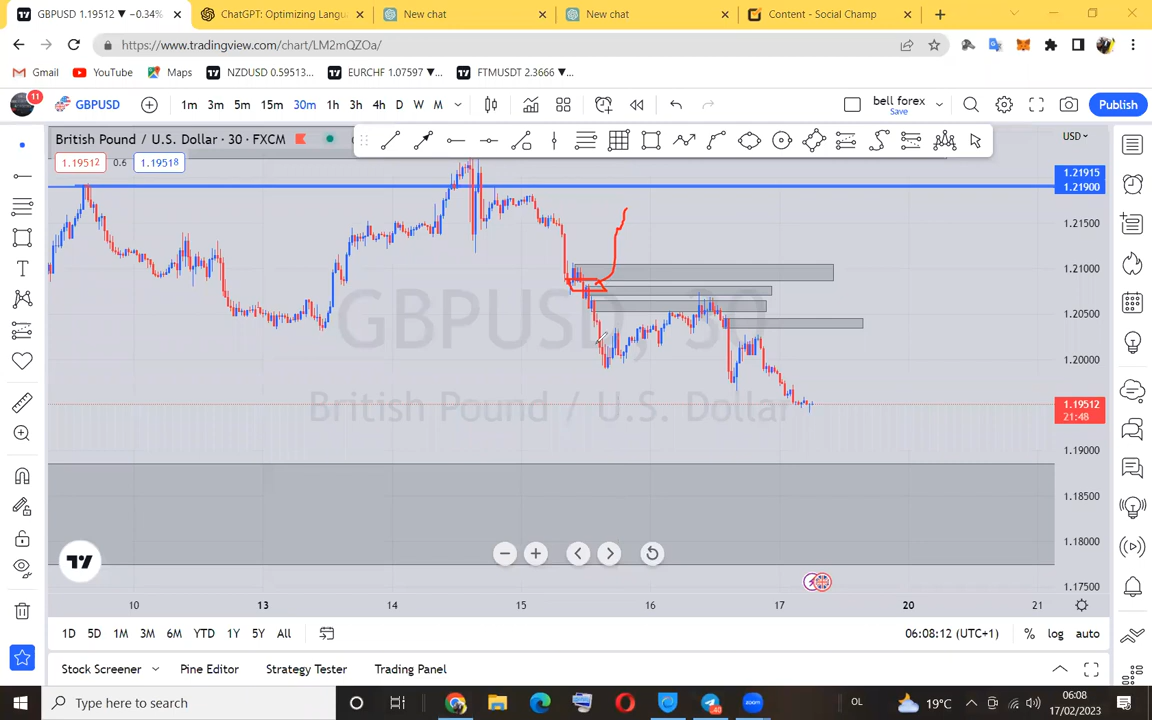 GBPUSD 1.19512 ▼ −0.34%
ChatGPT: Optimizing Langu
New chat
New chat
Content - Social Champ
https://www.tradingview.com/chart/LM2mQZOa/
Gmail
YouTube
Maps
NZDUSD 0.59513...
EURCHF 1.07597 ▼...
FTMUSDT 2.3666 ▼...
11
GBPUSD
1m 3m 5m 15m 30m 1h 3h 4h D W M
bell forex
Save
Publish
British Pound / U.S. Dollar · 30 · FXCM
USD
1.19512 0.6 1.19518
1.21915
1.21900
1.21500
1.21000
1.20500
1.20000
1.19512
21:48
1.19000
1.18500
1.18000
1.17500
GBPUSD, 30
British Pound / U.S. Dollar
10 13 14 15 16 17 20 21
1D 5D 1M 3M 6M YTD 1Y 5Y All
06:08:12 (UTC+1) % log auto
Stock Screener Pine Editor Strategy Tester Trading Panel
Type here to search
OL
19°C
06:08
17/02/2023